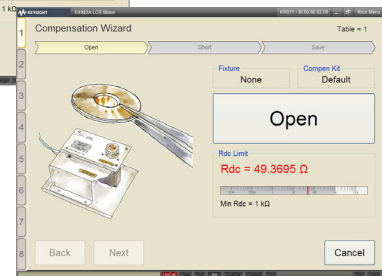 1 kΩ
KEYSIGHT E4982A LCR Meter
Root Menu
Compensation Wizard
Table = 1
Open
Short
Save
Fixture
None
Compen Kit
Default
Open
Rdc Limit
Rdc = 49.3695 Ω
Min Rdc = 1 kΩ
Back
Next
Cancel
1
2
3
4
5
6
7
8